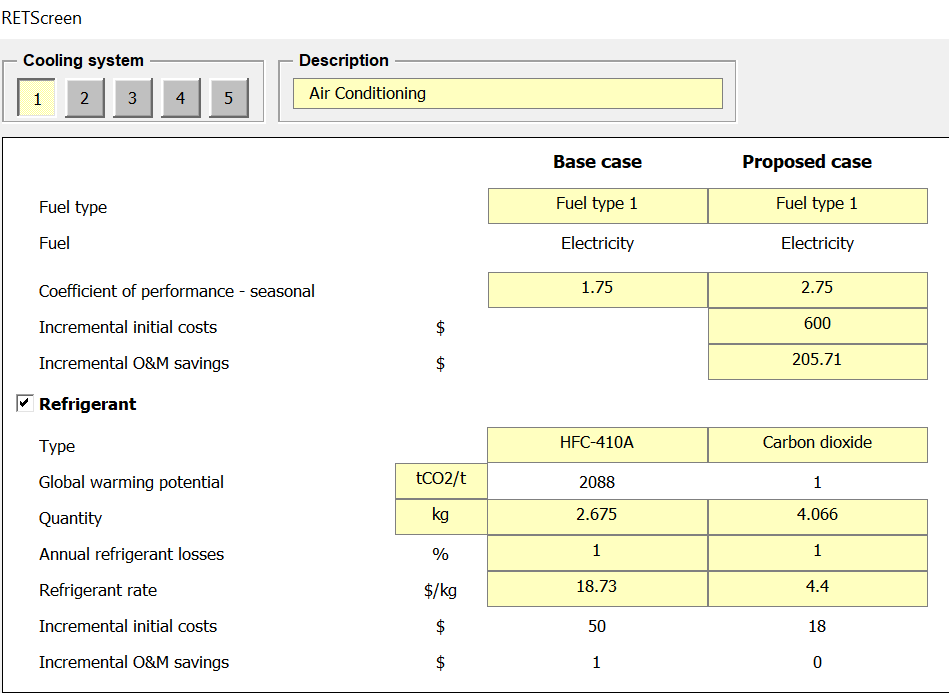 RETScreen
Cooling system Description
1 2 3 4 5 Air Conditioning
Base case Proposed case
Fuel type Fuel type 1 Fuel type 1
Fuel Electricity Electricity
Coefficient of performance - seasonal 1.75 2.75
Incremental initial costs $ 600
Incremental O&M savings $ 205.71
Refrigerant
Type HFC-410A Carbon dioxide
Global warming potential tCO2/t 2088 1
Quantity kg 2.675 4.066
Annual refrigerant losses % 1 1
Refrigerant rate $/kg 18.73 4.4
Incremental initial costs $ 50 18
Incremental O&M savings $ 1 0